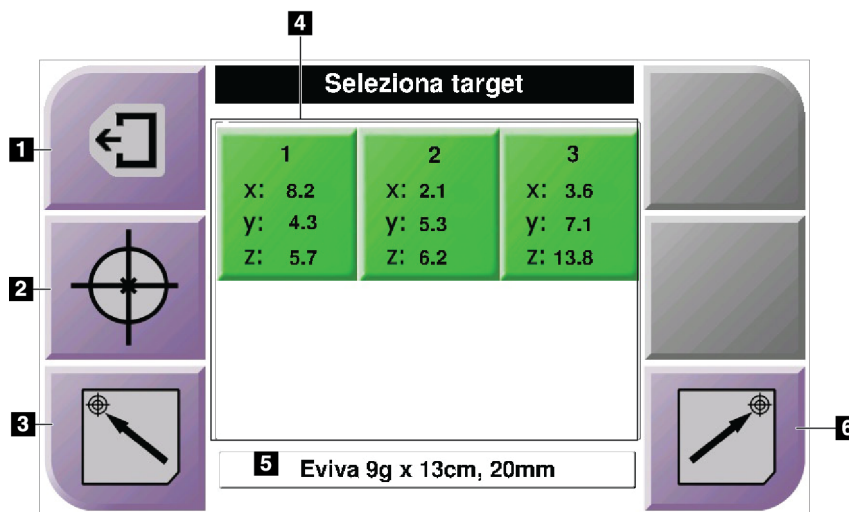 4
Seleziona target
1
1 2 3
x: 8.2 x: 2.1 x: 3.6
y: 4.3 y: 5.3 y: 7.1
z: 5.7 z: 6.2 z: 13.8
2
3
6
5 Eviva 9g x 13cm, 20mm